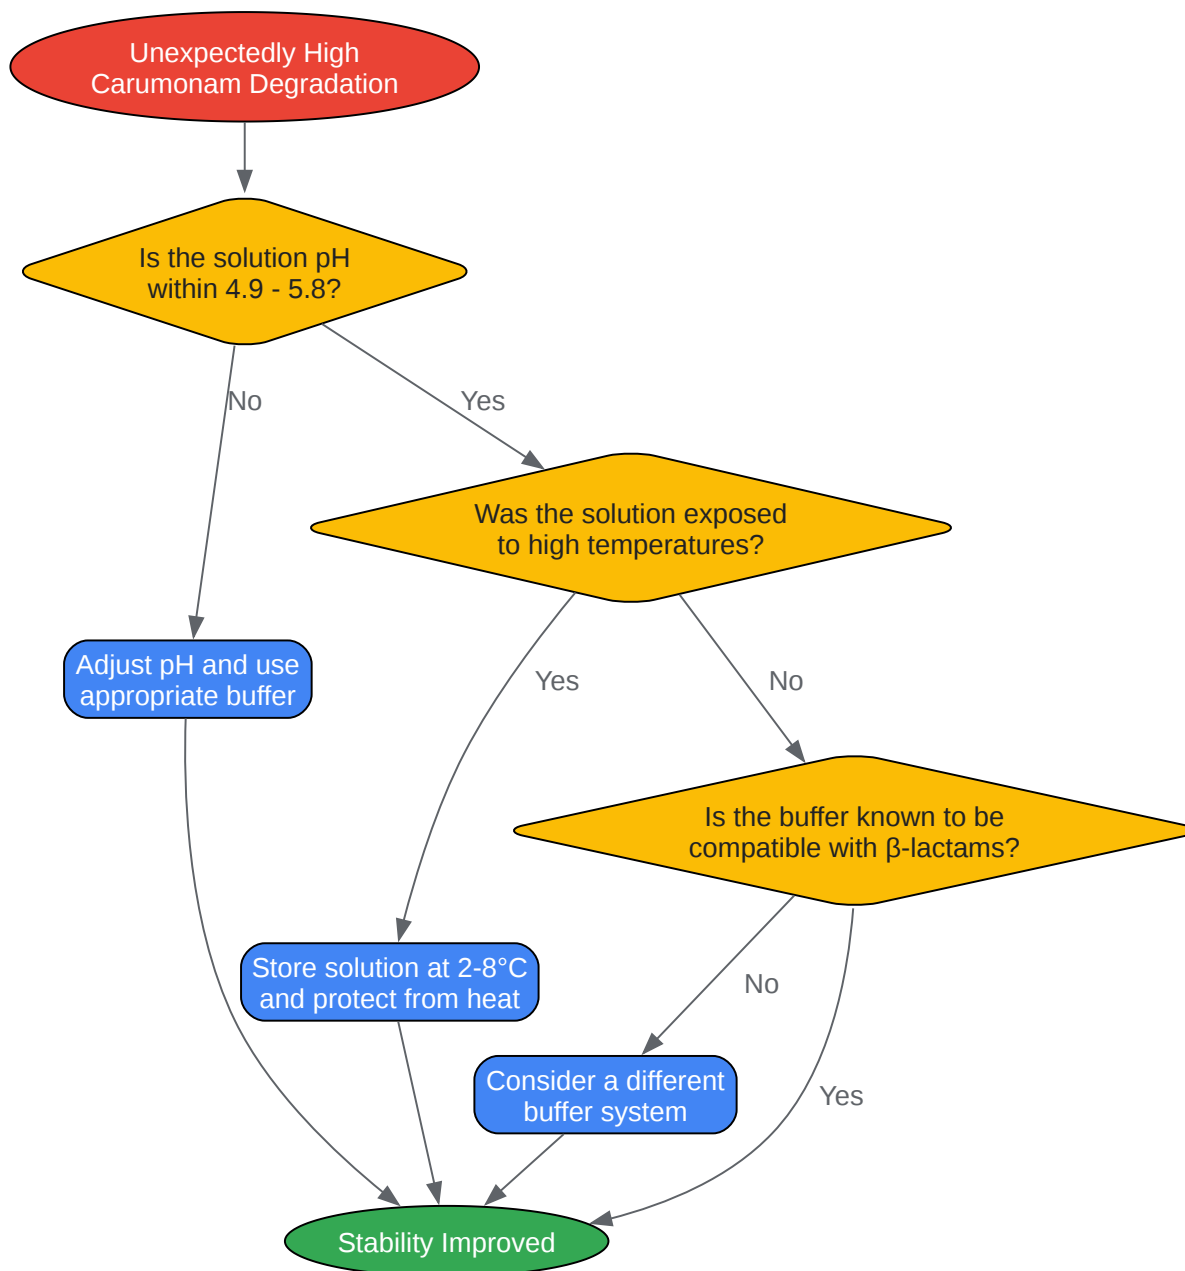 Unexpectedly High
Carumonam Degradation
Is the solution pH
within 4.9 - 5.8?
No
Yes
Was the solution exposed
to high temperatures?
Adjust pH and use
appropriate buffer
Yes
No
Is the buffer known to be
compatible with β-lactams?
Store solution at 2-8°C
and protect from heat
No
Consider a different
buffer system
Yes
Stability Improved